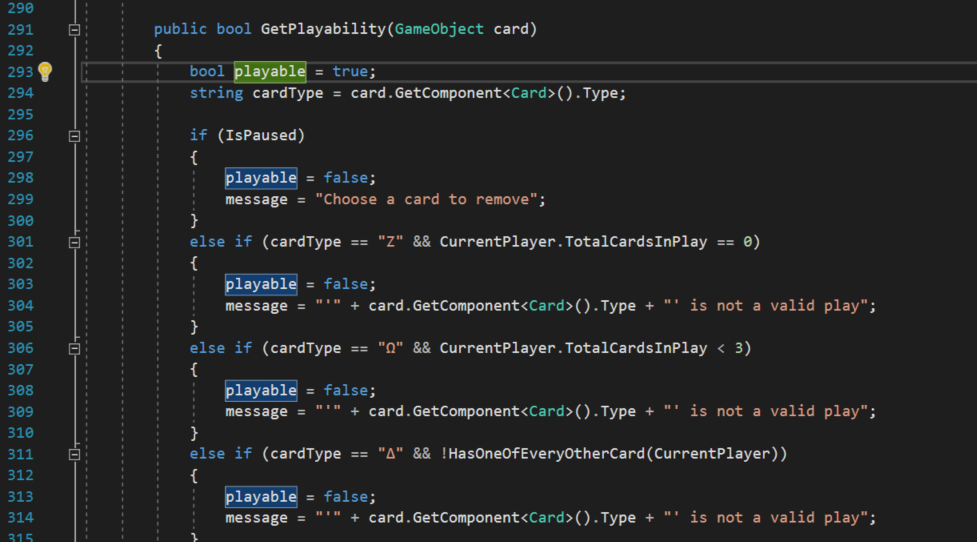 290
291 public bool GetPlayability(GameObject card)
292 {
293 bool playable = true;
294 string cardType = card.GetComponent<Card>().Type;
295
296 if (IsPaused)
297 {
298 playable = false;
299 message = "Choose a card to remove";
300 }
301 else if (cardType == "Z" && CurrentPlayer.TotalCardsInPlay == 0)
302 {
303 playable = false;
304 message = "'" + card.GetComponent<Card>().Type + "' is not a valid play";
305 }
306 else if (cardType == "Ω" && CurrentPlayer.TotalCardsInPlay < 3)
307 {
308 playable = false;
309 message = "'" + card.GetComponent<Card>().Type + "' is not a valid play";
310 }
311 else if (cardType == "Δ" && !HasOneOfEveryOtherCard(CurrentPlayer))
312 {
313 playable = false;
314 message = "'" + card.GetComponent<Card>().Type + "' is not a valid play";
315 }